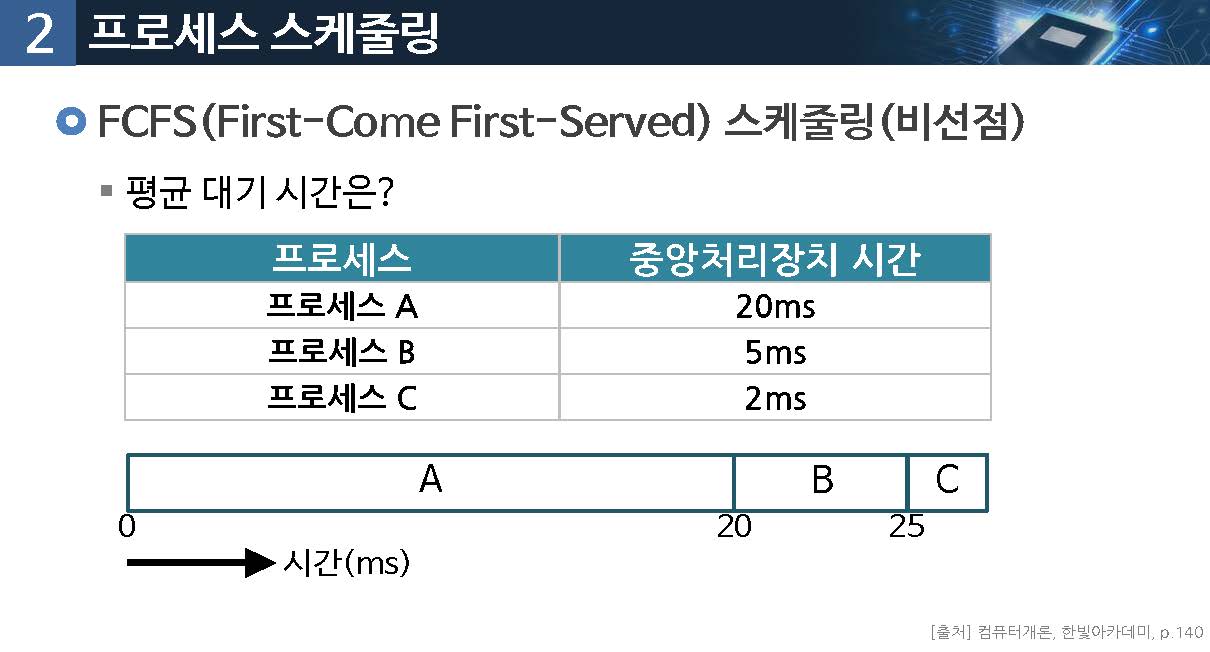 2 프로세스 스케줄링
FCFS(First-Come First-Served) 스케줄링(비선점)
평균 대기 시간은?
프로세스 중앙처리장치 시간
프로세스 A 20ms
프로세스 B 5ms
프로세스 C 2ms
A B C
0 20 25
시간(ms)
[출처] 컴퓨터개론, 한빛아카데미, p.140